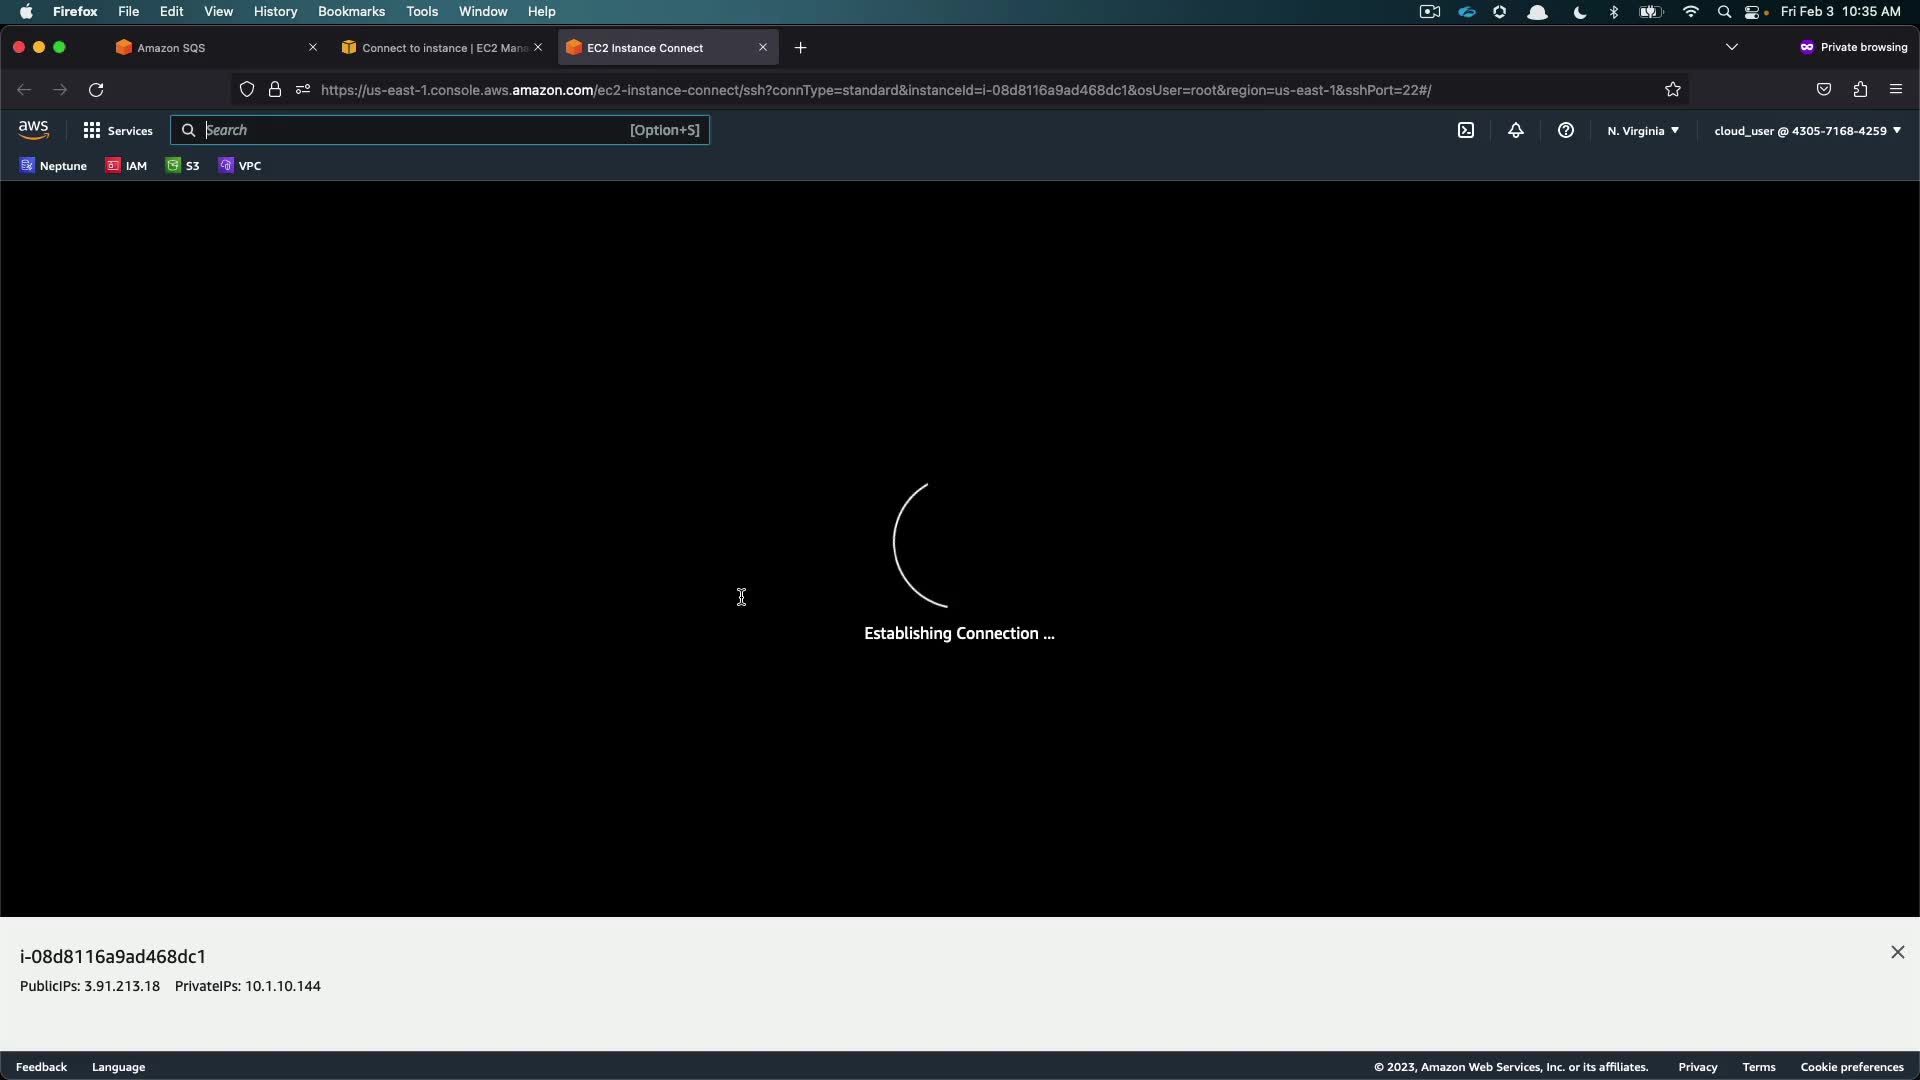 Firefox File Edit View History Bookmarks Tools Window Help Fri Feb 3 10:35 AM
Amazon SQS Connect to instance | EC2 Mana EC2 Instance Connect Private browsing
https://us-east-1.console.aws.amazon.com/ec2-instance-connect/ssh?connType=standard&instanceId=i-08d8116a9ad468dc1&osUser=root&region=us-east-1&sshPort=22#/
aws Services Search [Option+S] N. Virginia cloud_user @ 4305-7168-4259
Neptune IAM S3 VPC
Establishing Connection ...
i-08d8116a9ad468dc1
PublicIPs: 3.91.213.18 PrivateIPs: 10.1.10.144
Feedback Language © 2023, Amazon Web Services, Inc. or its affiliates. Privacy Terms Cookie preferences